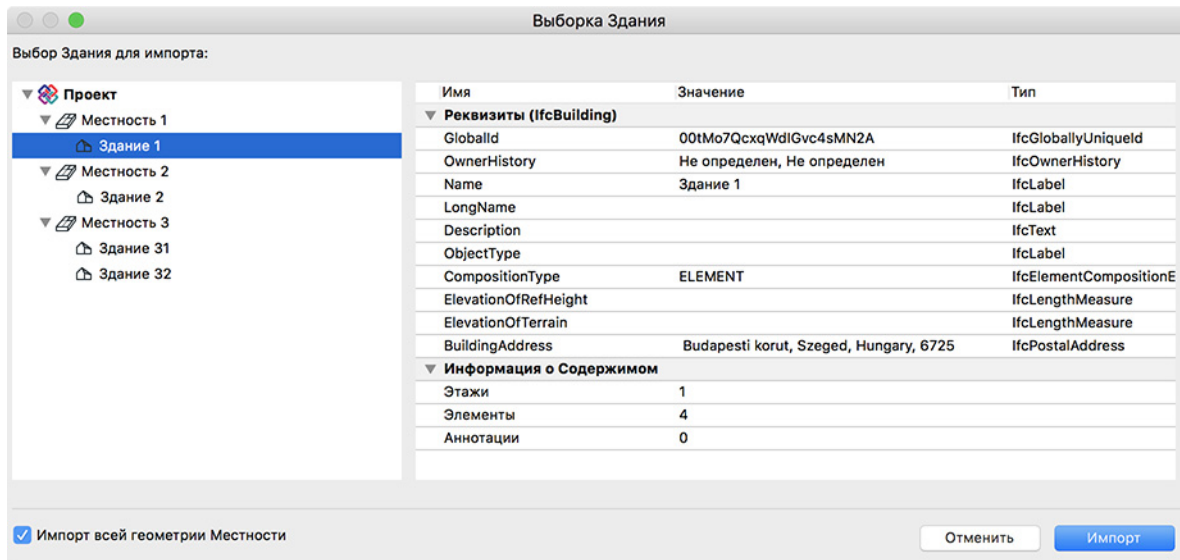 Выборка Здания
Выбор Здания для импорта:
Проект
Местность 1
Здание 1
Местность 2
Здание 2
Местность 3
Здание 31
Здание 32
Имя Значение Тип
Реквизиты (IfcBuilding)
GlobalId 00tMo7QcxqWdIGvc4sMN2A IfcGloballyUniqueId
OwnerHistory Не определен, Не определен IfcOwnerHistory
Name Здание 1 IfcLabel
LongName IfcLabel
Description IfcText
ObjectType IfcLabel
CompositionType ELEMENT IfcElementCompositionE
ElevationOfRefHeight IfcLengthMeasure
ElevationOfTerrain IfcLengthMeasure
BuildingAddress Budapesti korut, Szeged, Hungary, 6725 IfcPostalAddress
Информация о Содержимом
Этажи 1
Элементы 4
Аннотации 0
Импорт всей геометрии Местности
Отменить Импорт